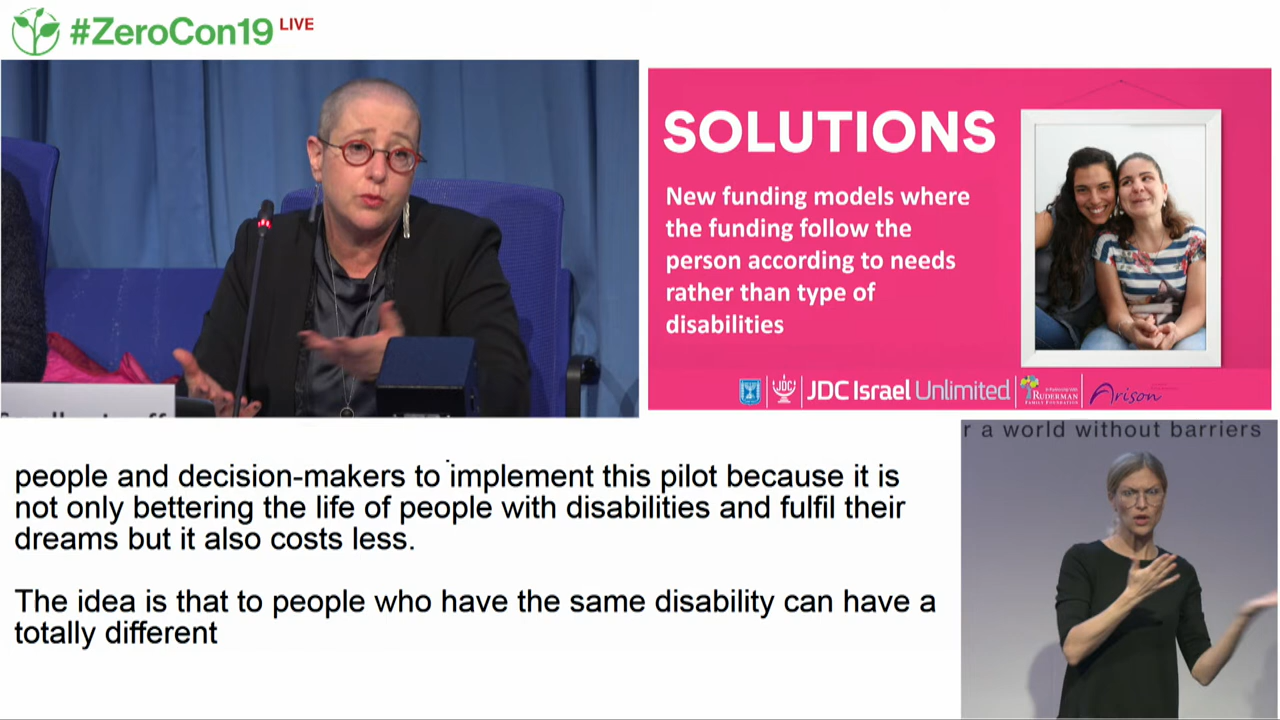 #ZeroCon19 LIVE
SOLUTIONS
New funding models where
the funding follow the
person according to needs
rather than type of
disabilities
JDC Israel Unlimited
RUDERMAN
FAMILY FOUNDATION
Arison
r a world without barriers
people and decision-makers to implement this pilot because it is
not only bettering the life of people with disabilities and fulfil their
dreams but it also costs less.
The idea is that to people who have the same disability can have a
totally different